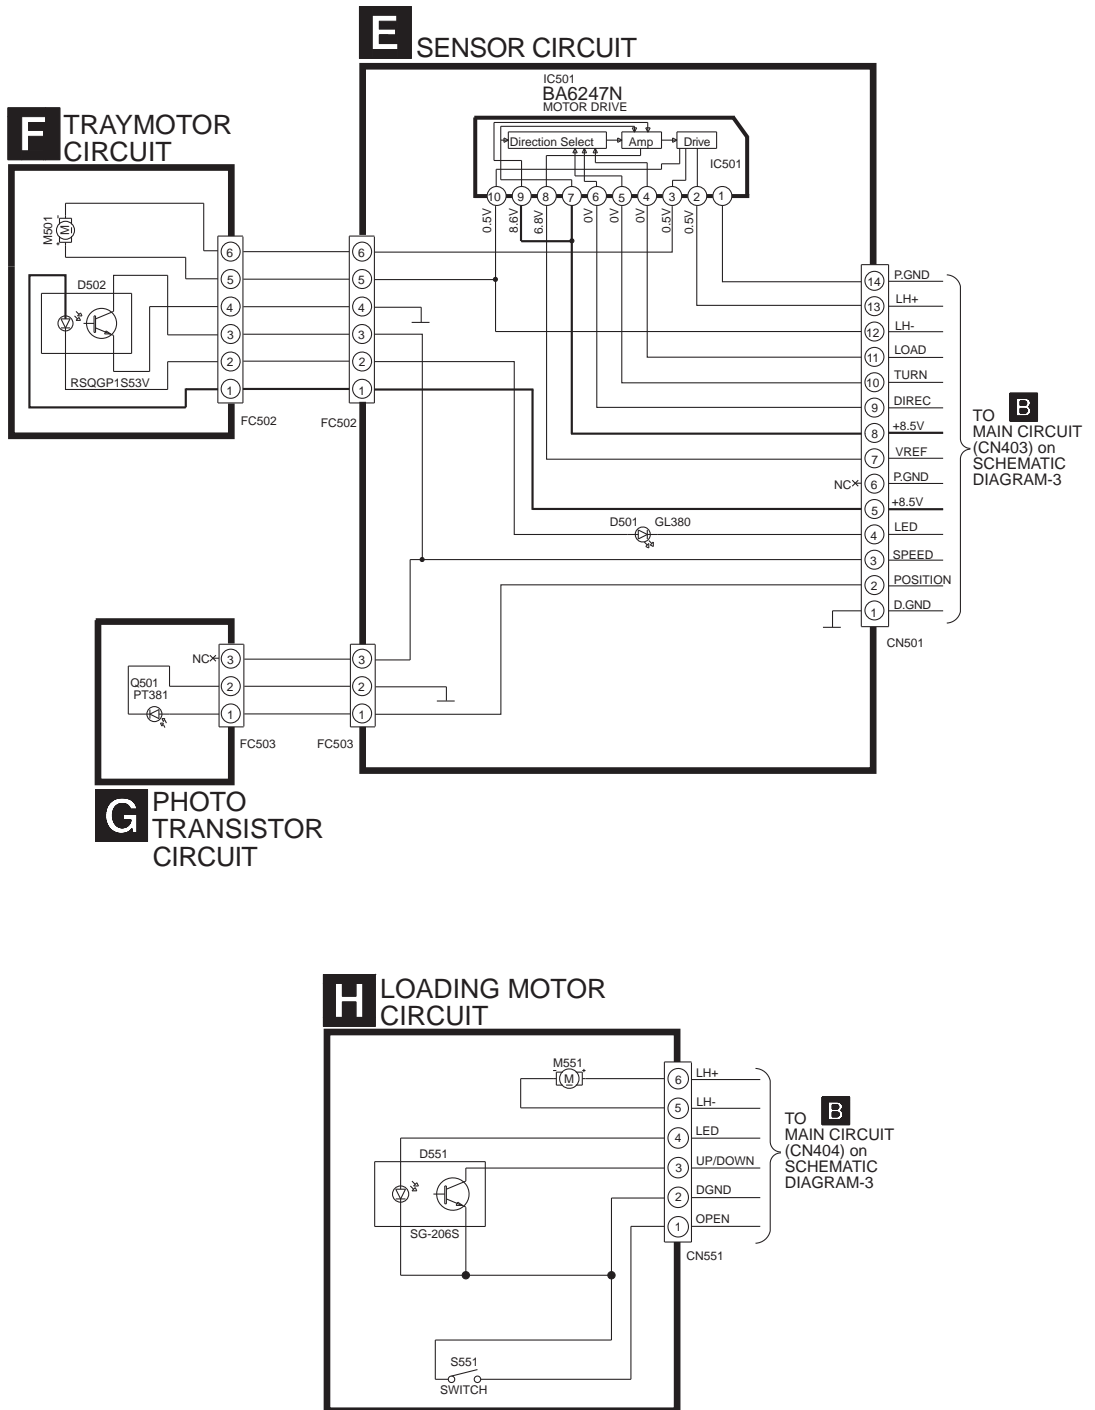 E SENSOR CIRCUIT
IC501
BA6247N
MOTOR DRIVE
Direction Select
Amp
Drive
IC501
10 9 8 7 6 5 4 3 2 1
0.5V 8.6V 6.8V 0V 0V 0V 0.5V 0.5V
F TRAYMOTOR
CIRCUIT
M501
- M +
D502
RSQGP1S53V
6
5
4
3
2
1
FC502
6
5
4
3
2
1
FC502
14 P.GND
13 LH+
12 LH-
11 LOAD
10 TURN
9 DIREC
8 +8.5V
7 VREF
NC 6 P.GND
5 +8.5V
D501 GL380
4 LED
3 SPEED
2 POSITION
1 D.GND
CN501
TO B
MAIN CIRCUIT
(CN403) on
SCHEMATIC
DIAGRAM-3
NC 3
2
1
Q501
PT381
FC503
3
2
1
FC503
G PHOTO
TRANSISTOR
CIRCUIT
H LOADING MOTOR
CIRCUIT
M551
- M +
6 LH+
5 LH-
4 LED
3 UP/DOWN
2 DGND
1 OPEN
CN551
D551
SG-206S
S551
SWITCH
TO B
MAIN CIRCUIT
(CN404) on
SCHEMATIC
DIAGRAM-3